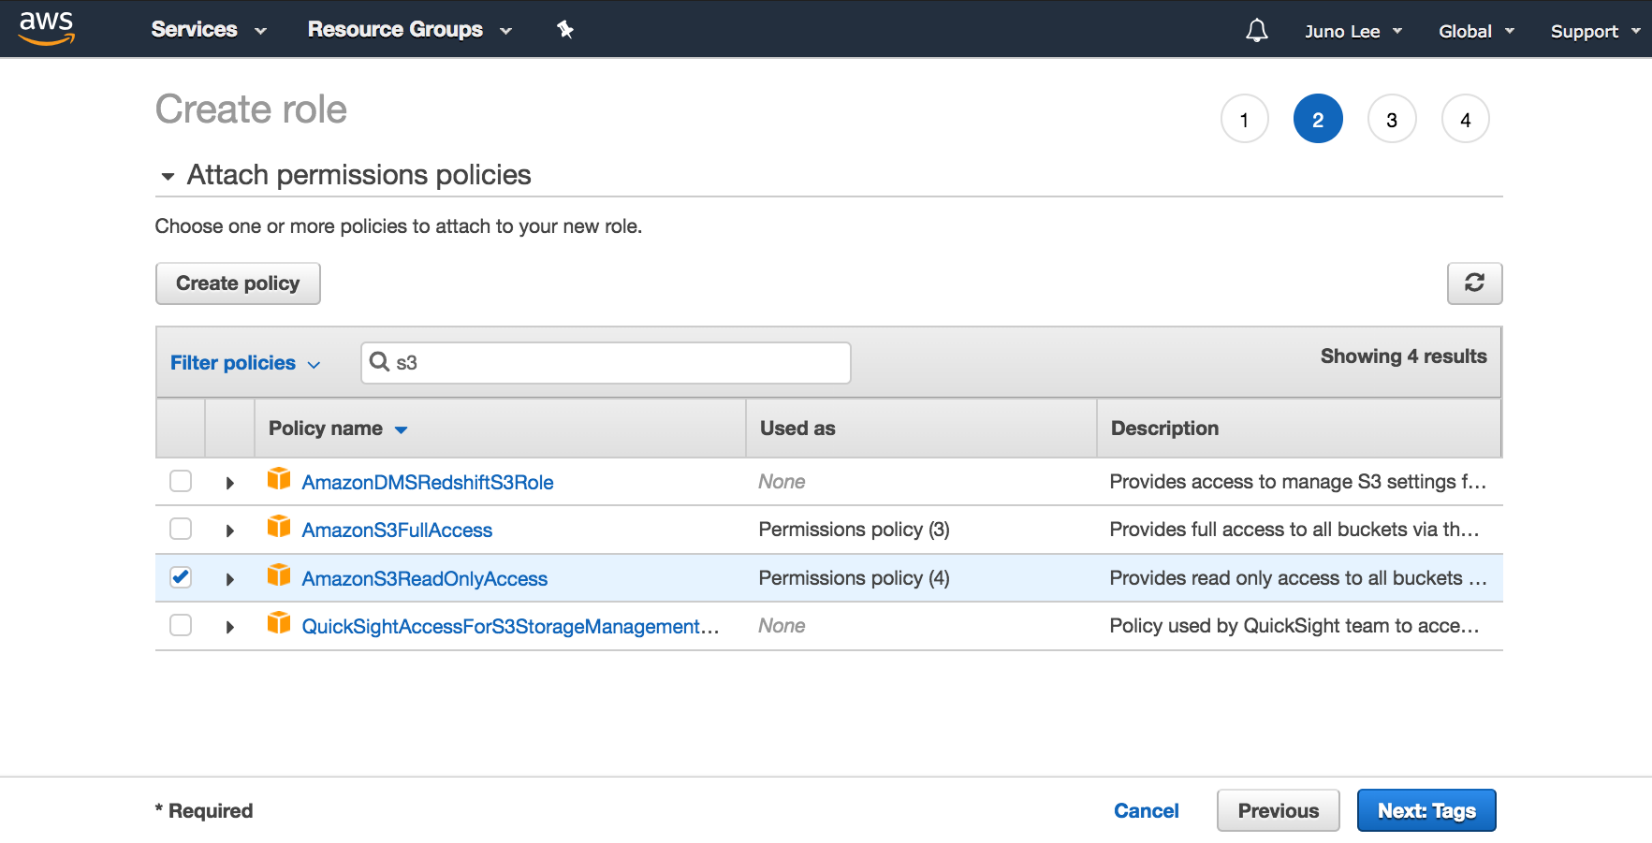 aws Services Resource Groups Juno Lee Global Support
Create role
1 2 3 4
Attach permissions policies
Choose one or more policies to attach to your new role.
Create policy
Filter policies s3 Showing 4 results
Policy name Used as Description
AmazonDMSRedshiftS3Role None Provides access to manage S3 settings f...
AmazonS3FullAccess Permissions policy (3) Provides full access to all buckets via th...
AmazonS3ReadOnlyAccess Permissions policy (4) Provides read only access to all buckets ...
QuickSightAccessForS3StorageManagement... None Policy used by QuickSight team to acce...
* Required Cancel Previous Next: Tags